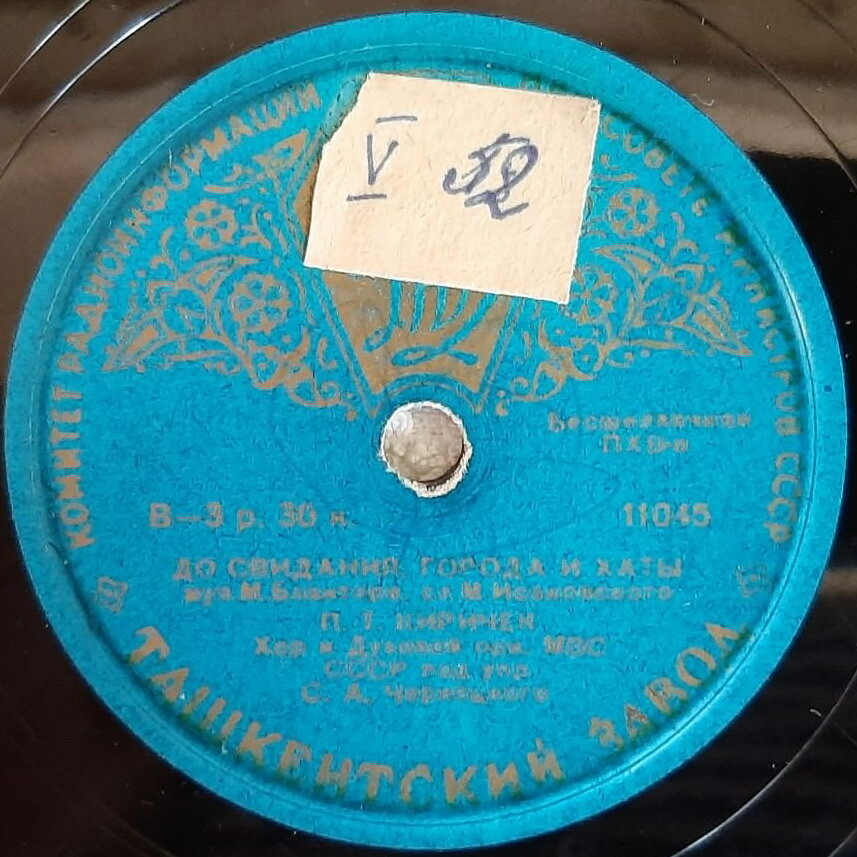 КОМИТЕТ РАДИОИНФОРМАЦИИ
СОВЕТЕ МИНИСТРОВ СССР
V №2
Бесшеллачная
ПХВ-я
В—3 р. 30 к.
11045
ДО СВИДАНИЯ, ГОРОДА И ХАТЫ
муз. М. Блантера, сл. М. Исаковского
П. Т. КИРИЧЕК
Хор и Духовой орк. МВС
СССР под упр.
С. А. Чернецкого
ТАШКЕНТСКИЙ ЗАВОД